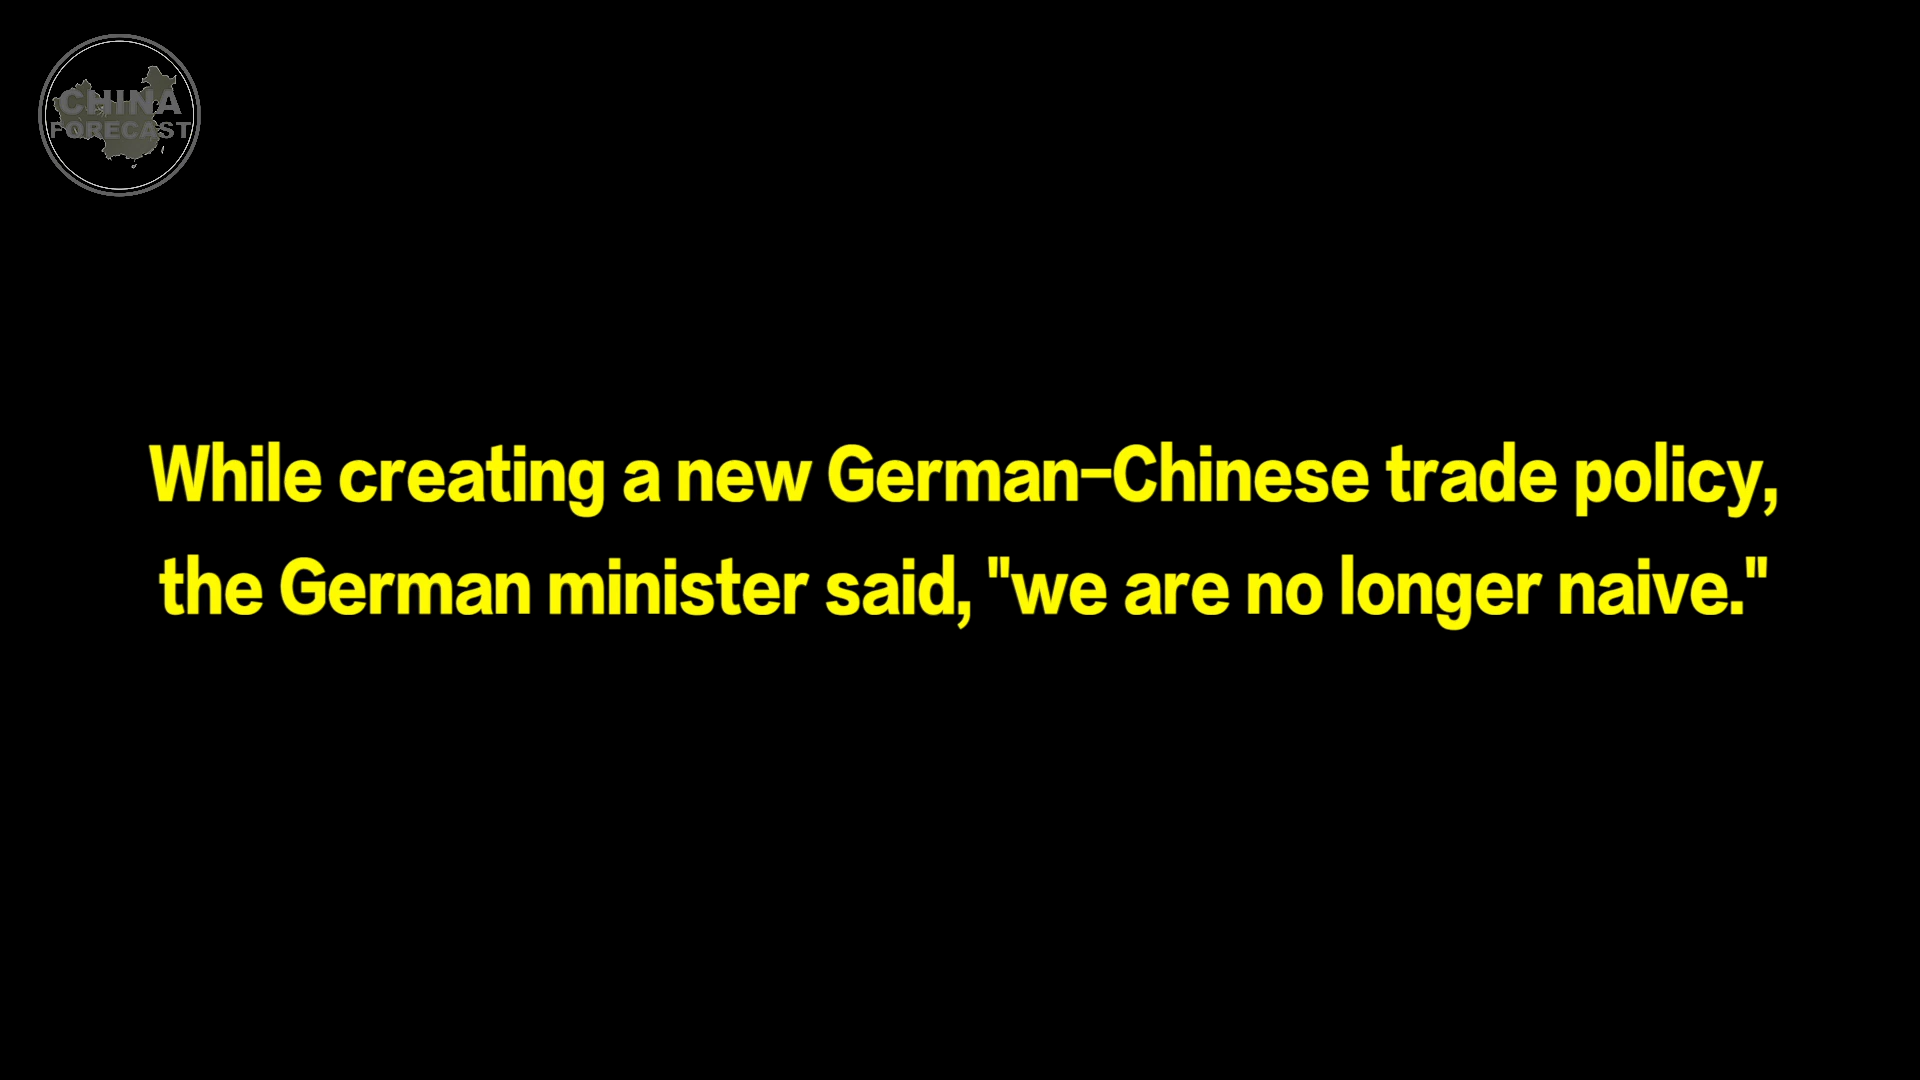 CHINA
FORECAST
While creating a new German-Chinese trade policy,
the German minister said, "we are no longer naive."